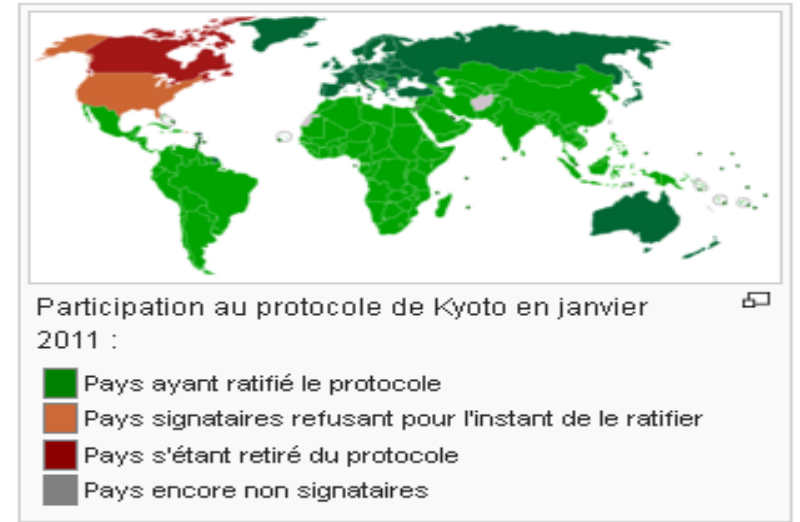 Participation au protocole de Kyoto en janvier
2011 :
Pays ayant ratifié le protocole
Pays signataires refusant pour l'instant de le ratifier
Pays s'étant retiré du protocole
Pays encore non signataires